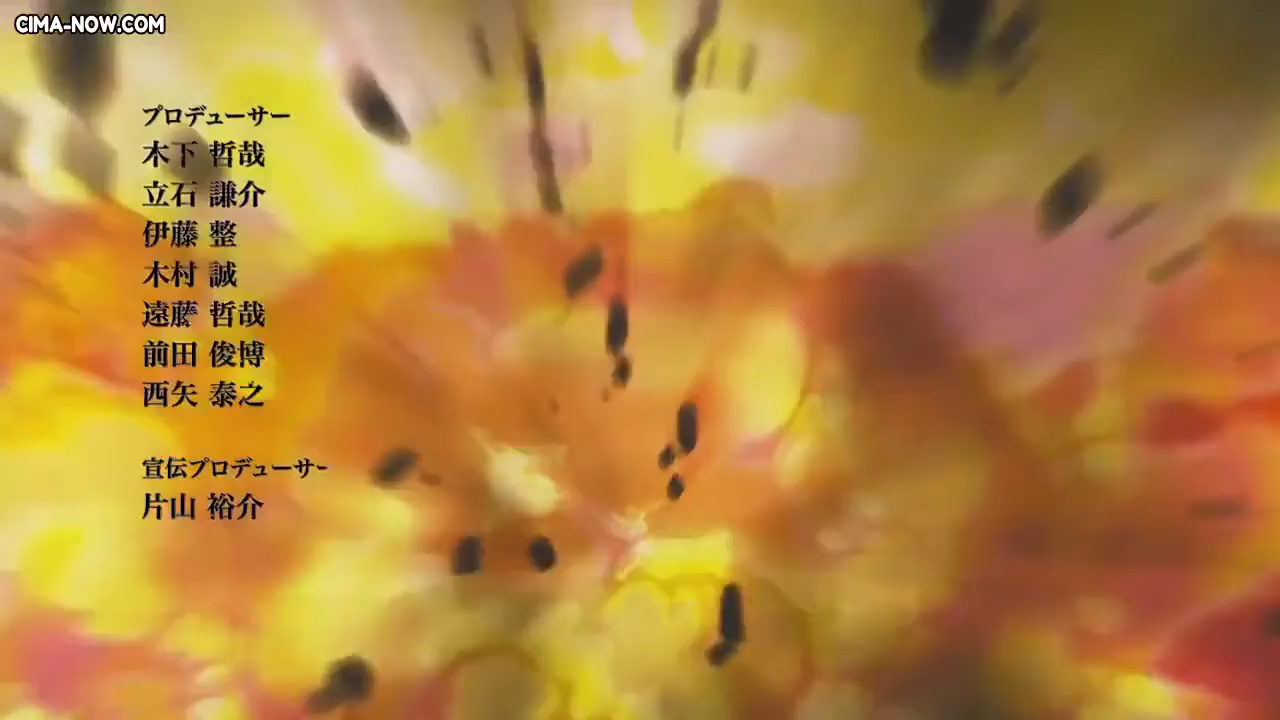 CIMA-NOW.COM
プロデューサー
木下 哲哉
立石 謙介
伊藤 整
木村 誠
遠藤 哲哉
前田 俊博
西矢 泰之
宣伝プロデューサー
片山 裕介